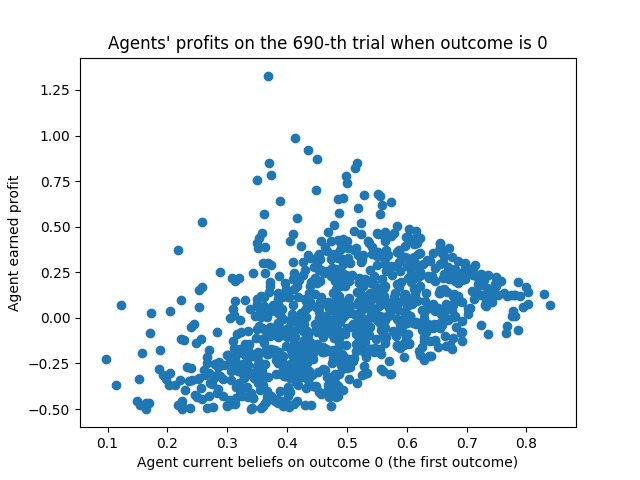 Agents' profits on the 690-th trial when outcome is 0
1.25
1.00
0.75
0.50
0.25
0.00
−0.25
−0.50
Agent earned profit
0.1 0.2 0.3 0.4 0.5 0.6 0.7 0.8
Agent current beliefs on outcome 0 (the first outcome)